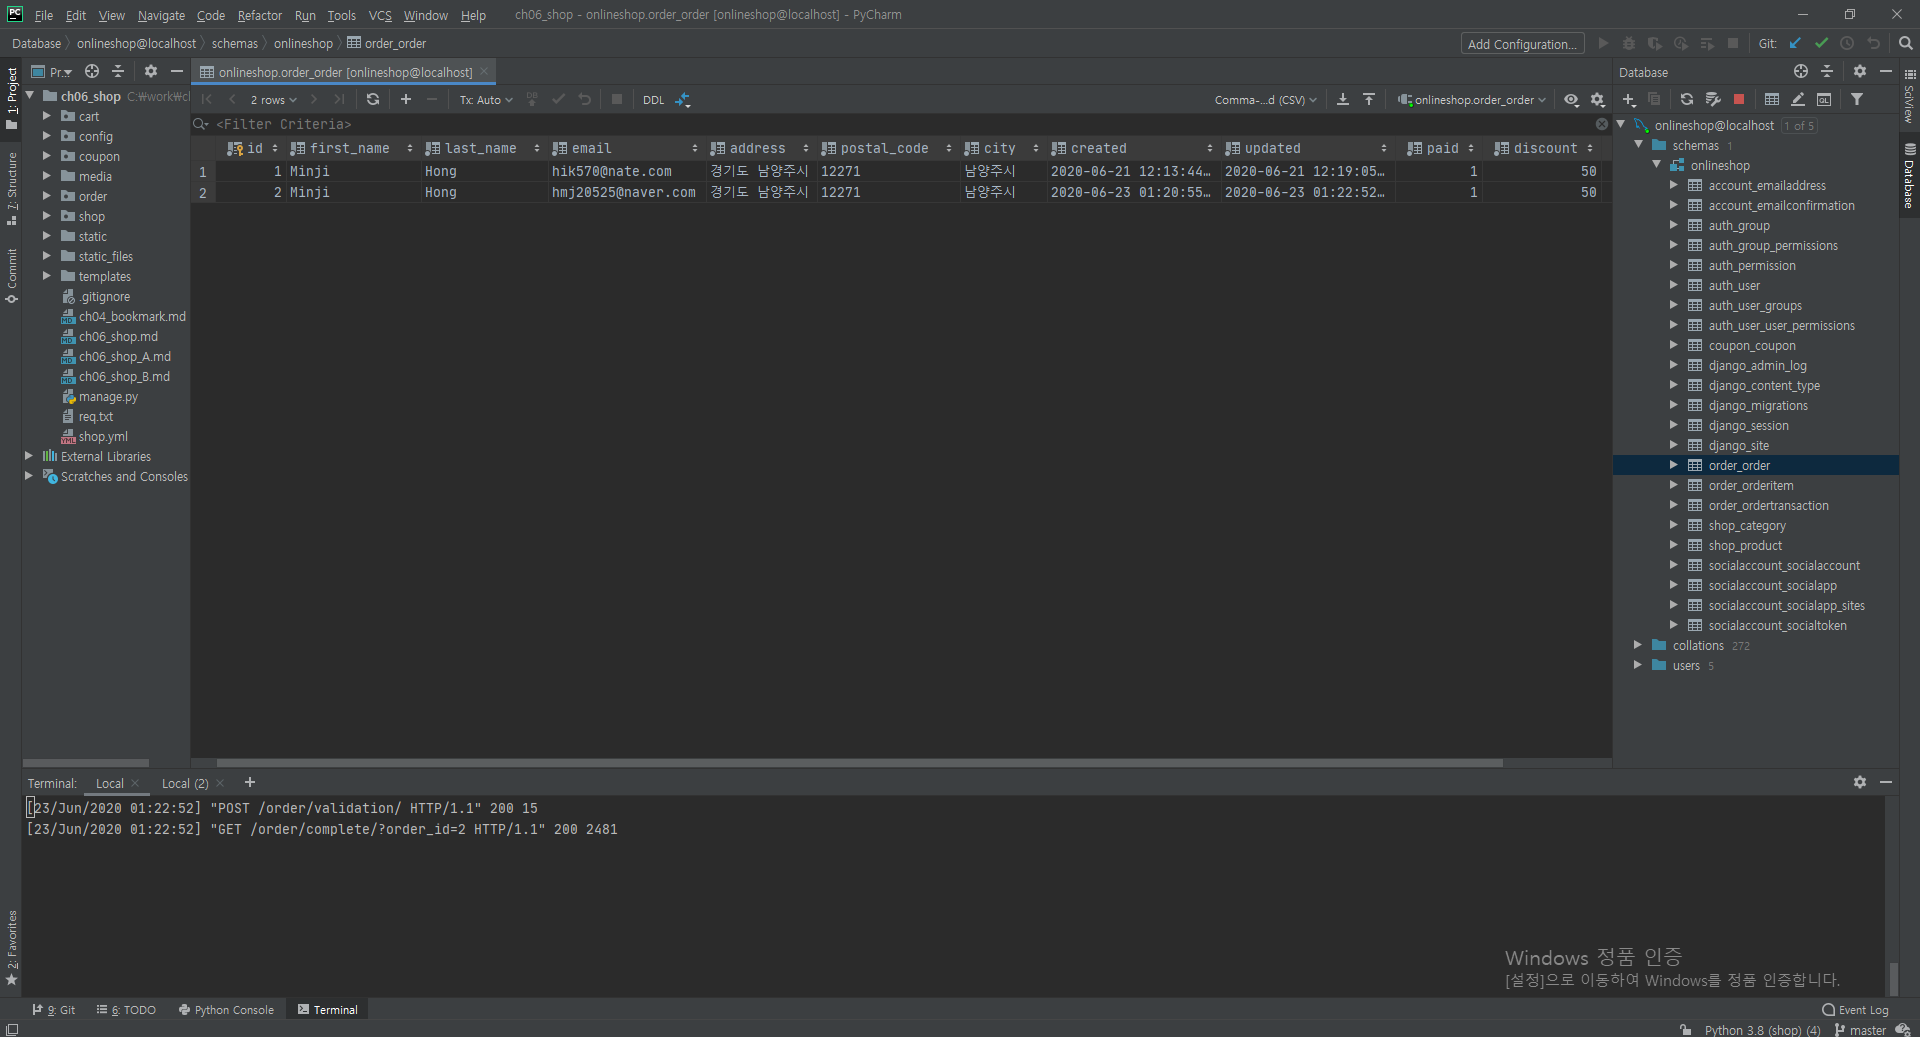 PC File Edit View Navigate Code Refactor Run Tools VCS Window Help ch06_shop - onlineshop.order_order [onlineshop@localhost] - PyCharm
Database onlineshop@localhost schemas onlineshop order_order Add Configuration... Git:
1: Project
7: Structure
Commit
2: Favorites
Pr...
ch06_shop C:₩work₩cl
cart
config
coupon
media
order
shop
static
static_files
templates
.gitignore
ch04_bookmark.md
ch06_shop.md
ch06_shop_A.md
ch06_shop_B.md
manage.py
req.txt
shop.yml
External Libraries
Scratches and Consoles
onlineshop.order_order [onlineshop@localhost]
2 rows Tx: Auto DB DDL Comma-...d (CSV) onlineshop.order_order
<Filter Criteria>
id first_name last_name email address postal_code city created updated paid discount
1 1 Minji Hong hik570@nate.com 경기도 남양주시 12271 남양주시 2020-06-21 12:13:44… 2020-06-21 12:19:05… 1 50
2 2 Minji Hong hmj20525@naver.com 경기도 남양주시 12271 남양주시 2020-06-23 01:20:55… 2020-06-23 01:22:52… 1 50
Database
QL
onlineshop@localhost 1 of 5
schemas 1
onlineshop
account_emailaddress
account_emailconfirmation
auth_group
auth_group_permissions
auth_permission
auth_user
auth_user_groups
auth_user_user_permissions
coupon_coupon
django_admin_log
django_content_type
django_migrations
django_session
django_site
order_order
order_orderitem
order_ordertransaction
shop_category
shop_product
socialaccount_socialaccount
socialaccount_socialapp
socialaccount_socialapp_sites
socialaccount_socialtoken
collations 272
users 5
SciView
Database
Terminal: Local Local (2)
[23/Jun/2020 01:22:52] "POST /order/validation/ HTTP/1.1" 200 15
[23/Jun/2020 01:22:52] "GET /order/complete/?order_id=2 HTTP/1.1" 200 2481
Windows 정품 인증
[설정]으로 이동하여 Windows를 정품 인증합니다.
9: Git 6: TODO Python Console Terminal Event Log
Python 3.8 (shop) (4) master